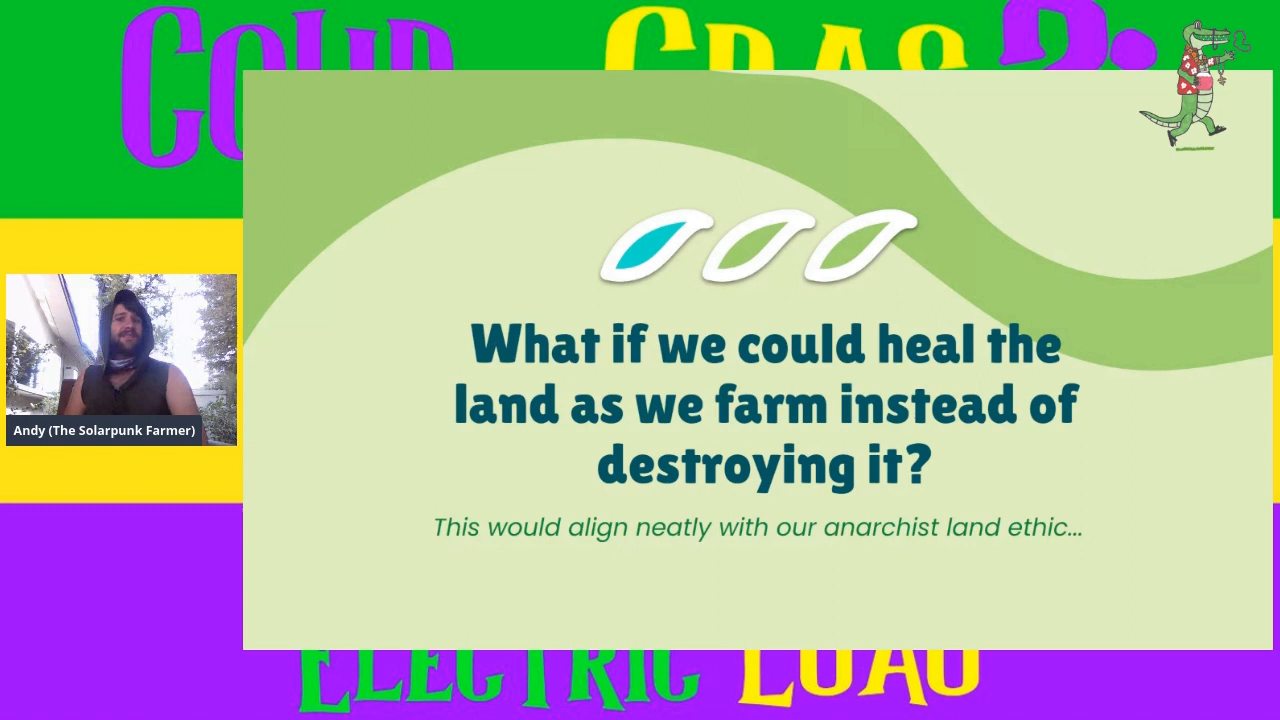 What if we could heal the
land as we farm instead of
destroying it?
This would align neatly with our anarchist land ethic...
Andy (The Solarpunk Farmer)
ELECTRIC